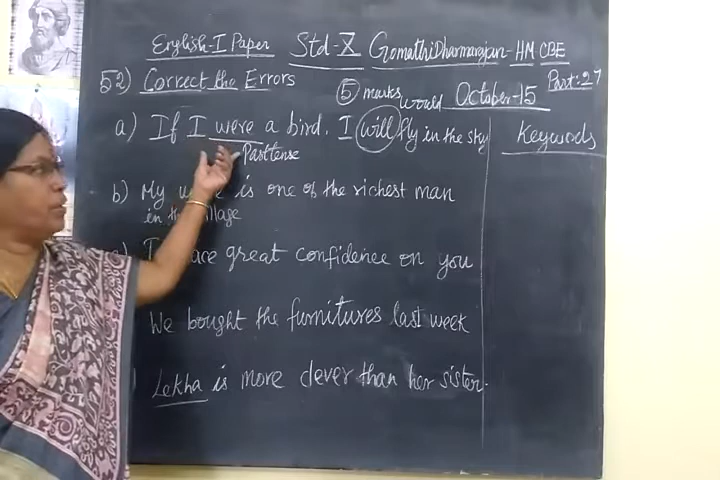 English-I Paper Std-X GomathiDharmarajan-HM CBE
52) Correct the Errors
5 marks October-15 Part:27
would
a) If I were a bird. I will fly in the sky
Past tense
Keywords
b) My is one of the richest man
in the village
great confidence on you
We bought the furnitures last week
Lekha is more clever than her sister.